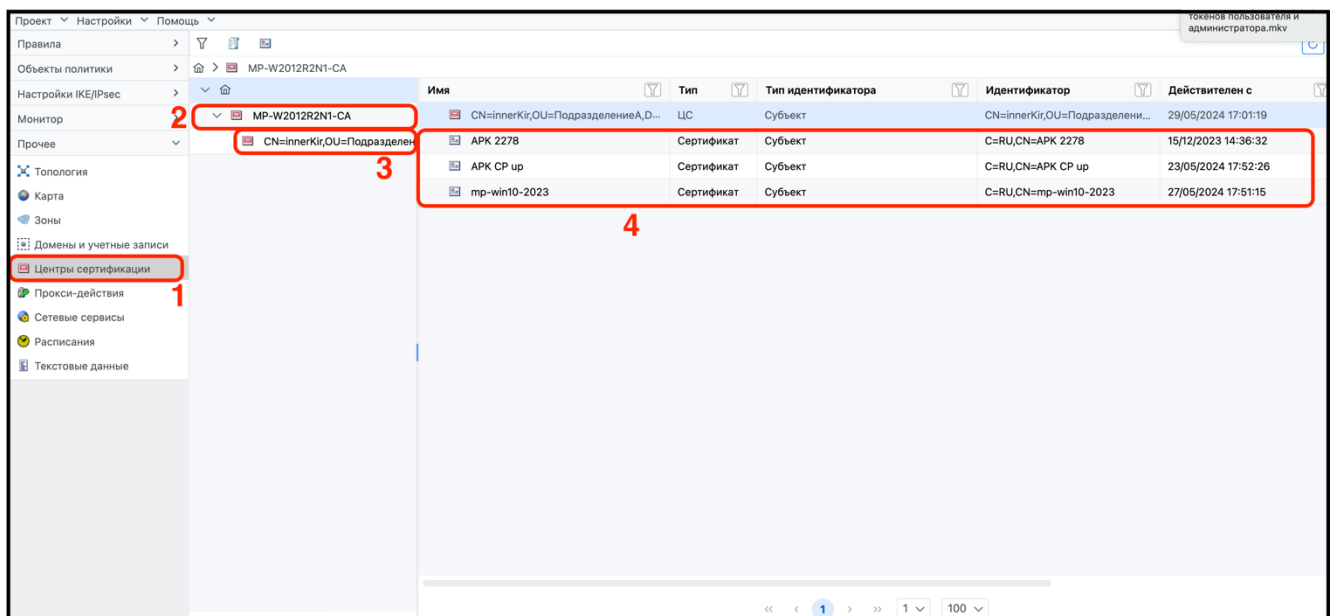 Проект Настройки Помощь
токенов пользователя и
администратора.mkv
Правила
Объекты политики
MP-W2012R2N1-CA
Настройки IKE/IPsec
Имя Тип Тип идентификатора Идентификатор Действителен с
Монитор
2 MP-W2012R2N1-CA
CN=innerKir,OU=ПодразделениеA,D... ЦС Субъект CN=innerKir,OU=Подразделени... 29/05/2024 17:01:19
Прочее
CN=innerKir,OU=Подразделен
3
APK 2278 Сертификат Субъект C=RU,CN=APK 2278 15/12/2023 14:36:32
APK CP up Сертификат Субъект C=RU,CN=APK CP up 23/05/2024 17:52:26
mp-win10-2023 Сертификат Субъект C=RU,CN=mp-win10-2023 27/05/2024 17:51:15
4
Топология
Карта
Зоны
Домены и учетные записи
Центры сертификации
1
Прокси-действия
Сетевые сервисы
Расписания
Текстовые данные
<< < 1 > >> 1 100